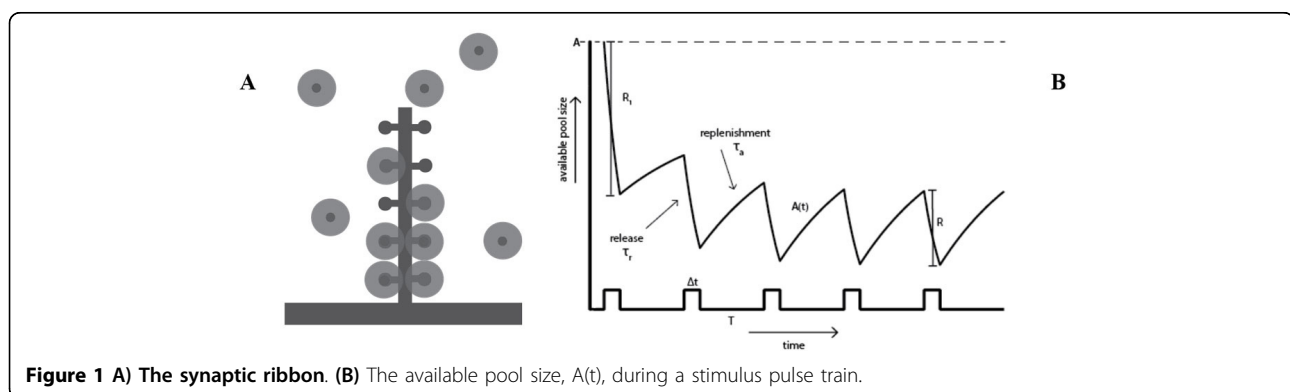 A
A
available pool size
R₁
replenishment
τₐ
A(t)
release
τᵣ
R
Δt
T
time
B
Figure 1 A) The synaptic ribbon. (B) The available pool size, A(t), during a stimulus pulse train.